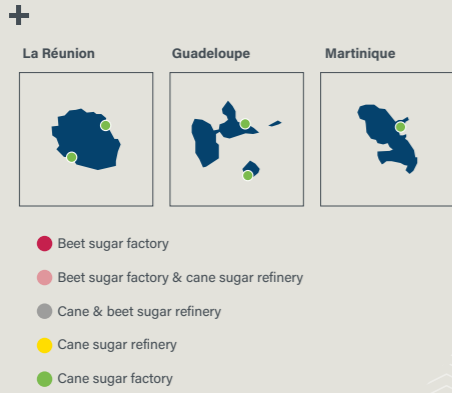 La Réunion
Guadeloupe
Martinique
Beet sugar factory
Beet sugar factory & cane sugar refinery
Cane & beet sugar refinery
Cane sugar refinery
Cane sugar factory